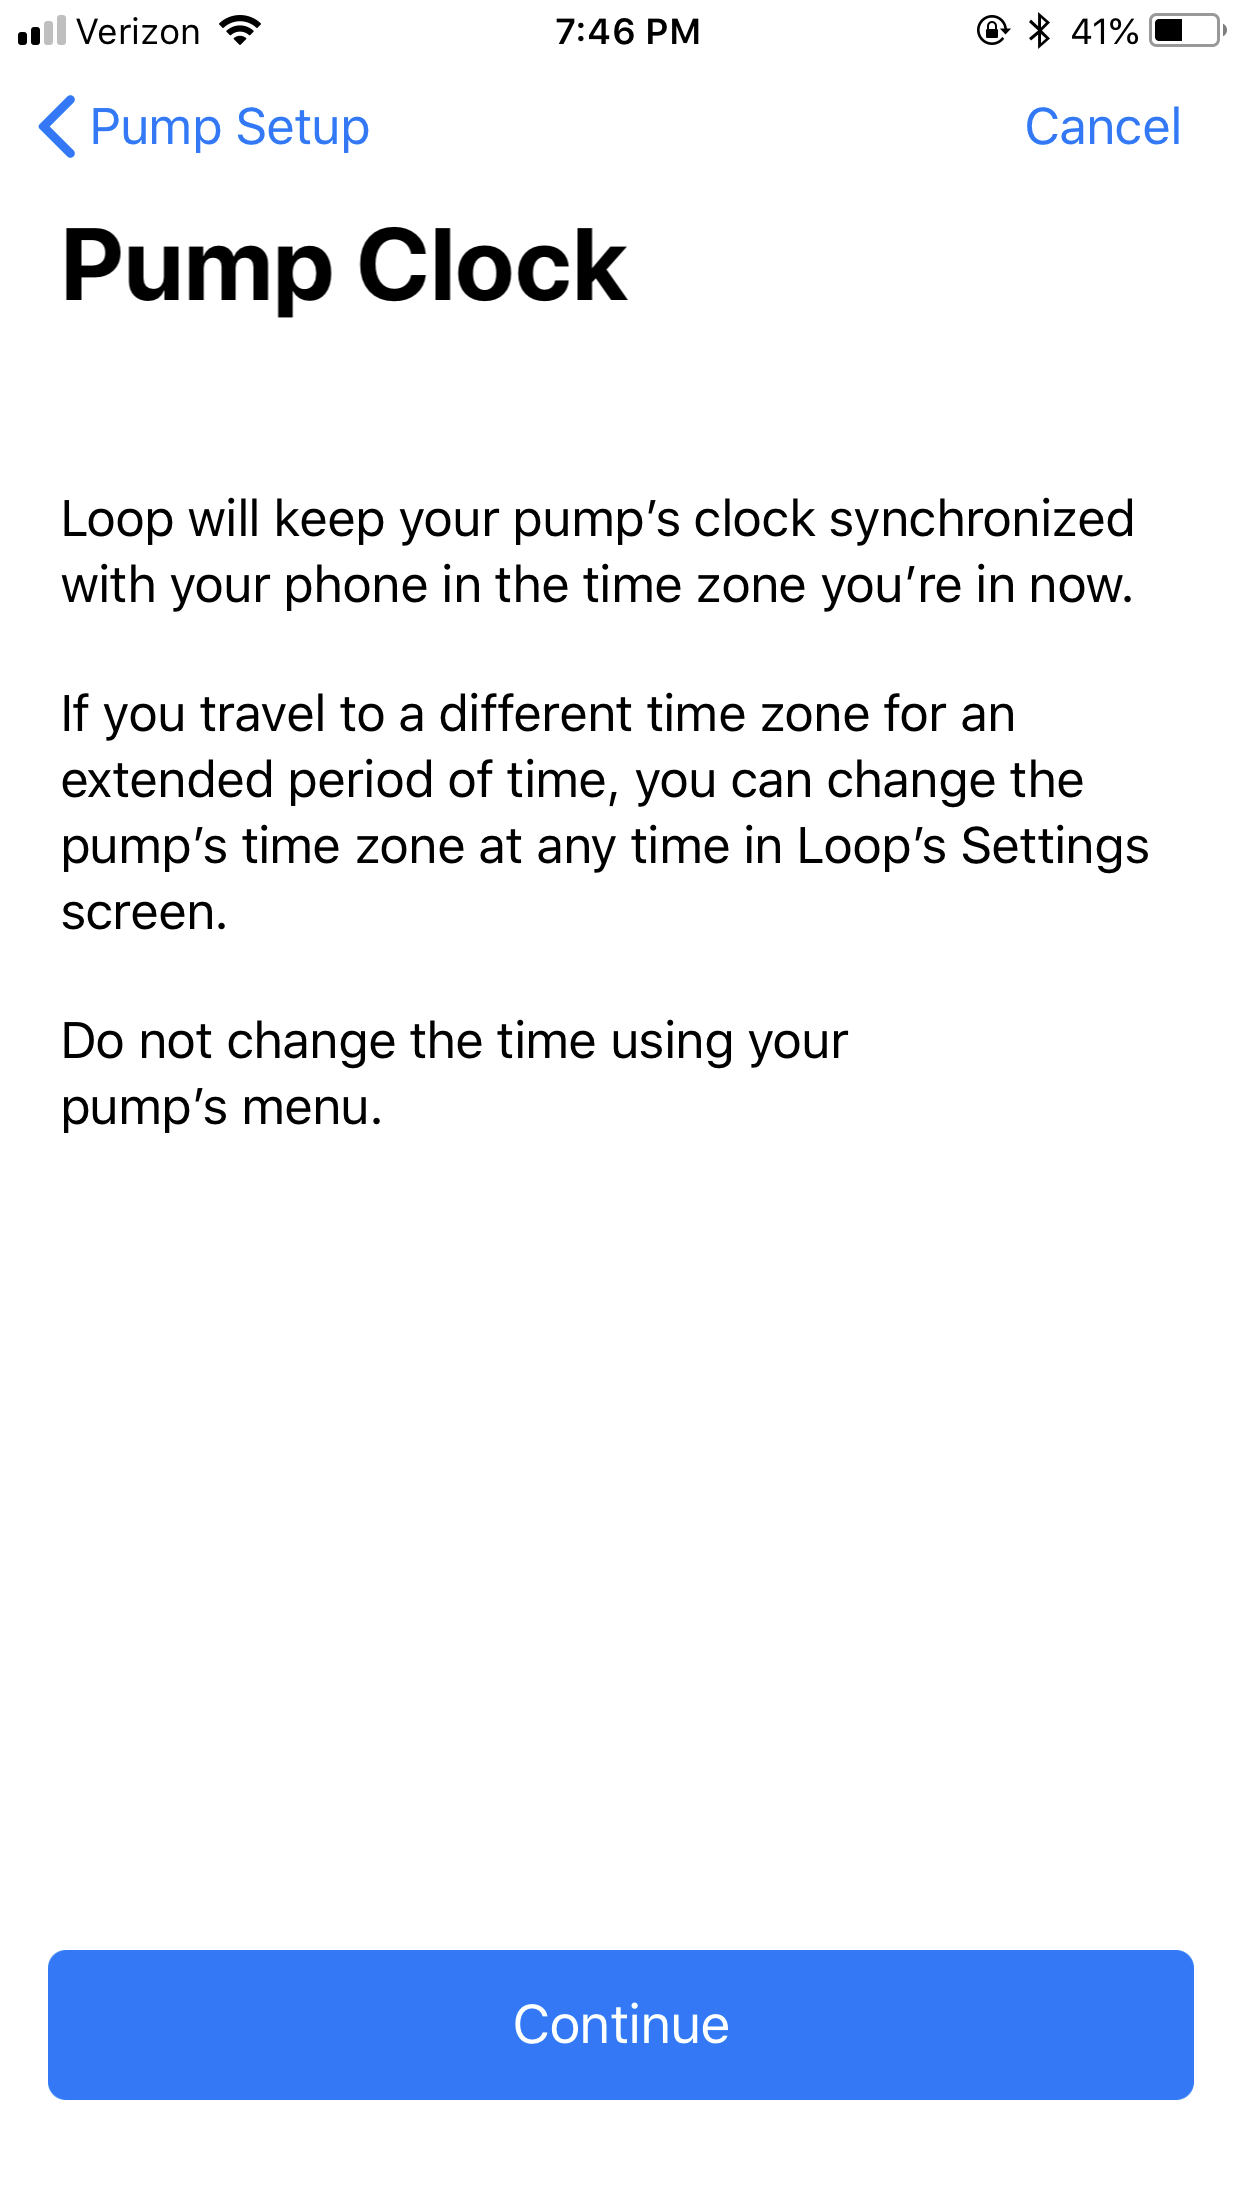 Verizon 7:46 PM 41%
Pump Setup Cancel
Pump Clock
Loop will keep your pump’s clock synchronized
with your phone in the time zone you’re in now.
If you travel to a different time zone for an
extended period of time, you can change the
pump’s time zone at any time in Loop’s Settings
screen.
Do not change the time using your
pump’s menu.
Continue